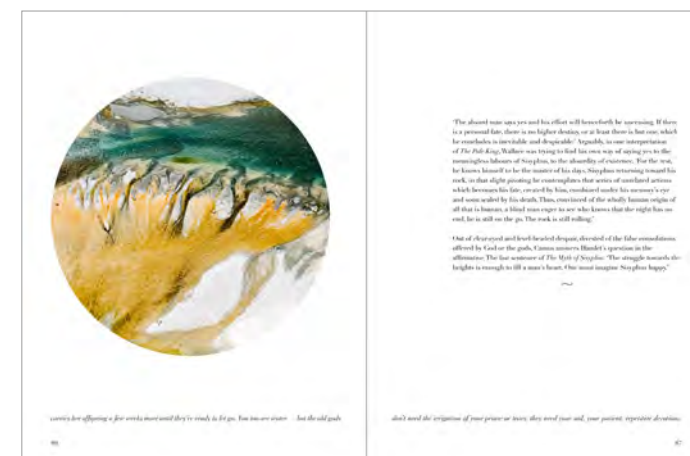 'The absurd man says yes and his effort will henceforth be unceasing. If there
is a personal fate, there is no higher destiny, or at least there is but one, which
he concludes is inevitable and despicable.' Arguably, in one interpretation
of The Pale King, Wallace was trying to find his own way of saying yes to the
meaningless labours of Sisyphus, to the absurdity of existence. 'For the rest,
he knows himself to be the master of his days. Sisyphus returning toward his
rock, in that slight pivoting he contemplates that series of unrelated actions
which becomes his fate, created by him, combined under his memory's eye
and soon sealed by his death. Thus, convinced of the wholly human origin of
all that is human, a blind man eager to see who knows that the night has no
end, he is still on the go. The rock is still rolling.'
Out of clear-eyed and level-headed despair, divested of the false consolations
offered by God or the gods, Camus answers Hamlet's question in the
affirmative. The last sentence of The Myth of Sisyphus: 'The struggle towards the
heights is enough to fill a man's heart. One must imagine Sisyphus happy.'
~
carries her offspring a few weeks more until they're ready to let go. You too are water — but the old gods
don't need the irrigation of your prayer or tears, they need your aid, your patient, repetitive devotion,